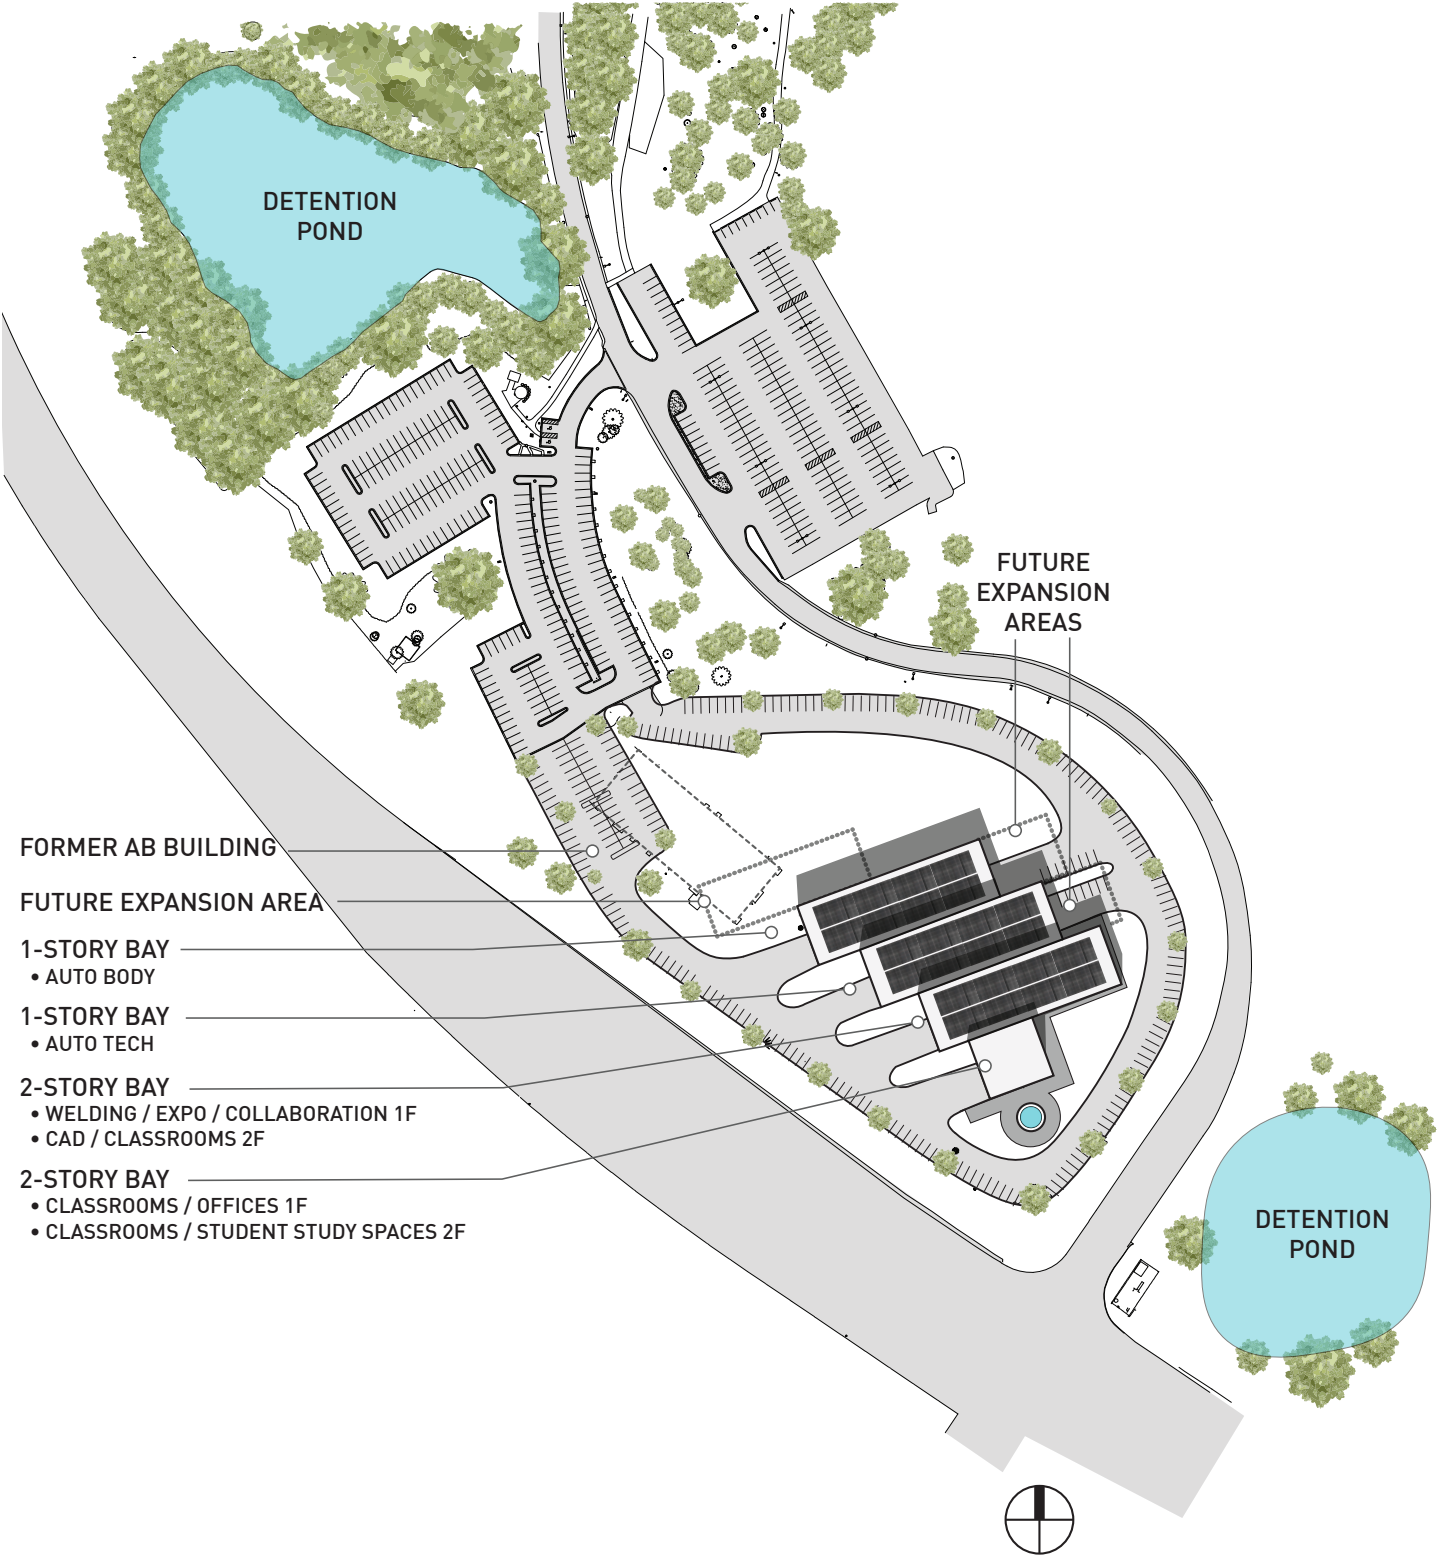 DETENTION
POND
FUTURE
EXPANSION
AREAS
FORMER AB BUILDING
FUTURE EXPANSION AREA
1-STORY BAY
• AUTO BODY
1-STORY BAY
• AUTO TECH
2-STORY BAY
• WELDING / EXPO / COLLABORATION 1F
• CAD / CLASSROOMS 2F
2-STORY BAY
• CLASSROOMS / OFFICES 1F
• CLASSROOMS / STUDENT STUDY SPACES 2F
DETENTION
POND